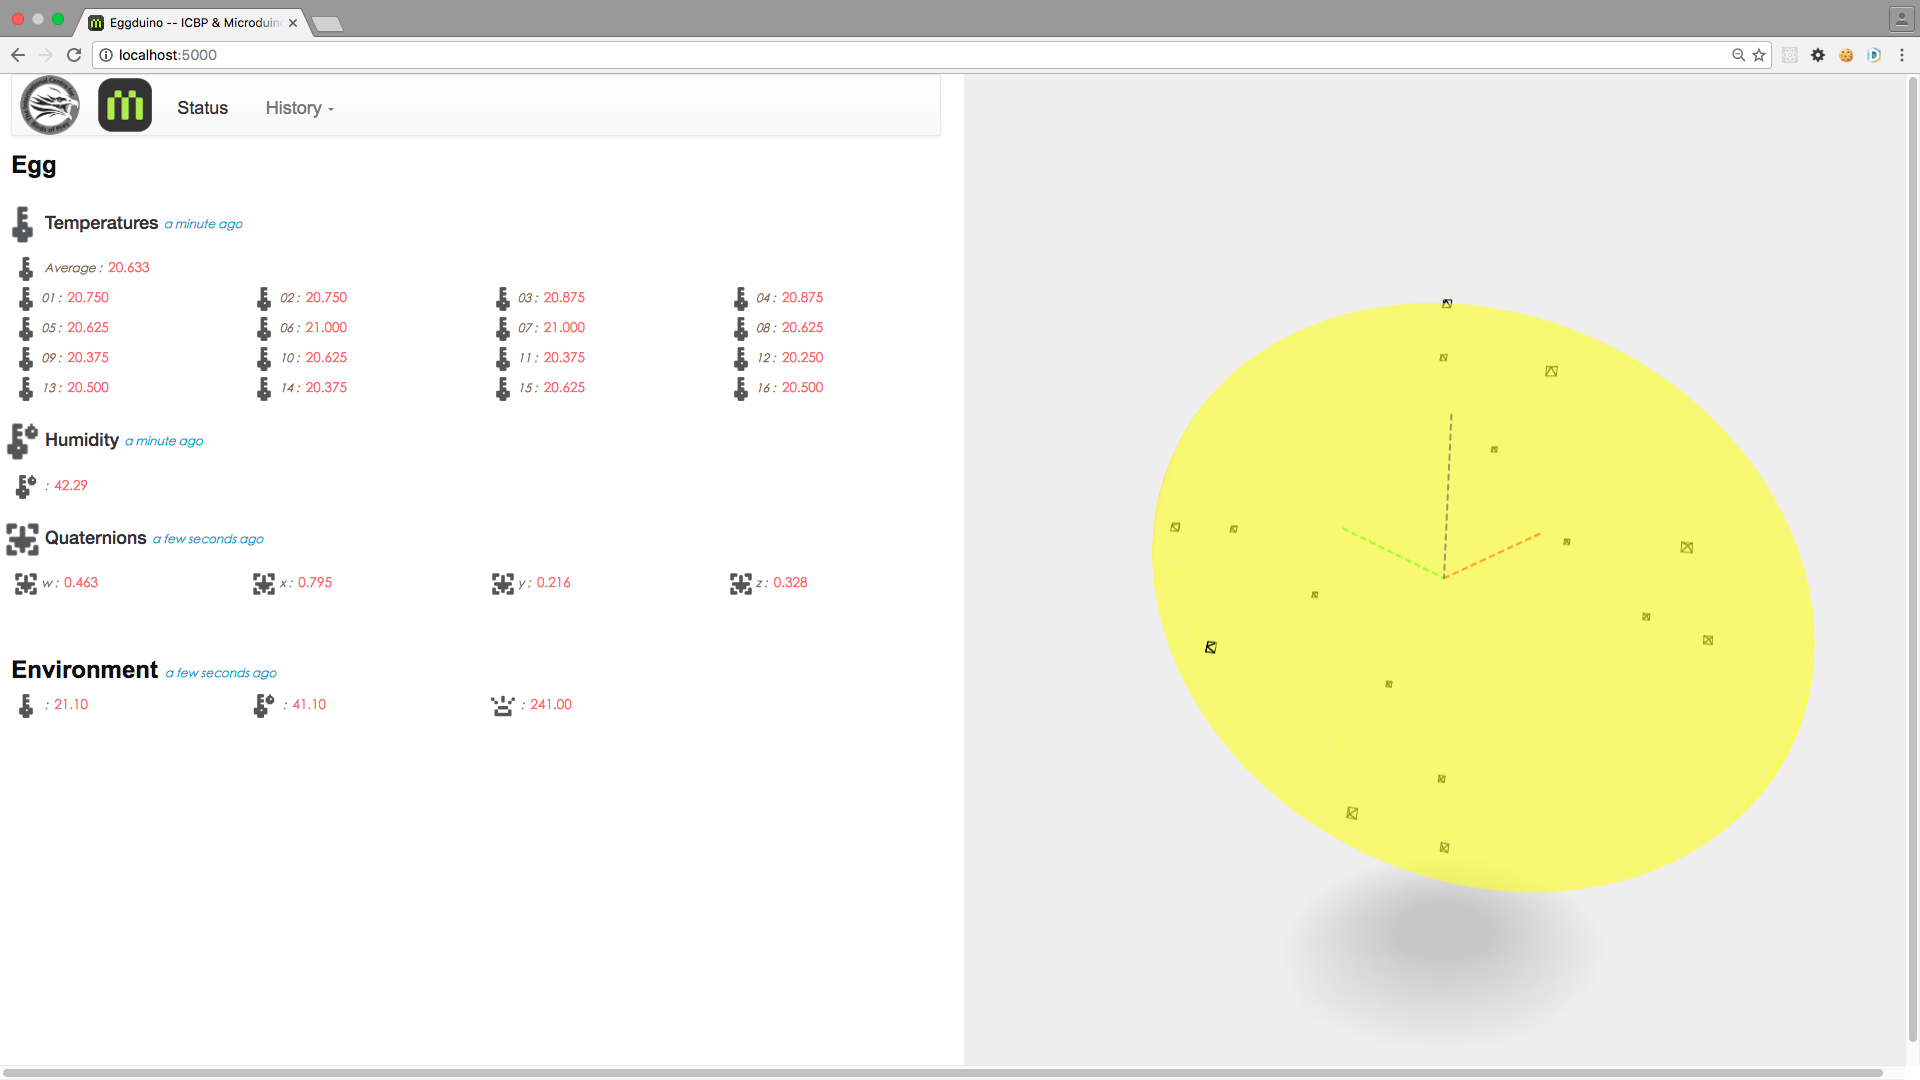 Eggduino -- ICBP & Microduin
localhost:5000
Status History
Egg
Temperatures a minute ago
Average : 20.633
01 : 20.750 02 : 20.750 03 : 20.875 04 : 20.875
05 : 20.625 06 : 21.000 07 : 21.000 08 : 20.625
09 : 20.375 10 : 20.625 11 : 20.375 12 : 20.250
13 : 20.500 14 : 20.375 15 : 20.625 16 : 20.500
Humidity a minute ago
: 42.29
Quaternions a few seconds ago
w : 0.463 x : 0.795 y : 0.216 z : 0.328
Environment a few seconds ago
: 21.10 : 41.10 : 241.00